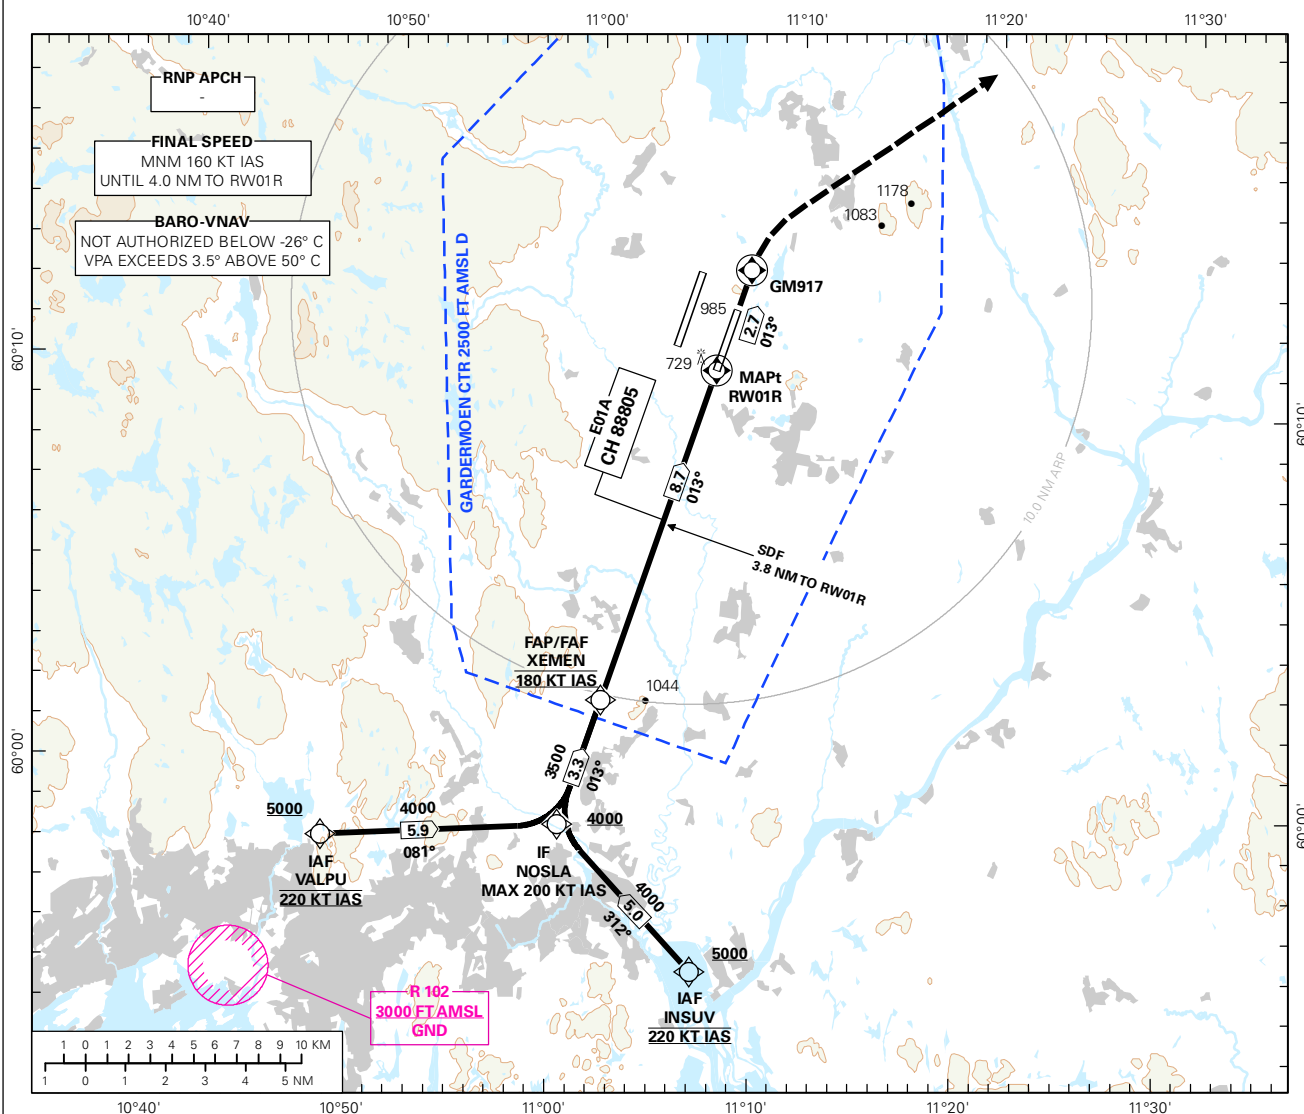 10°40'
10°50'
11°00'
11°10'
11°20'
11°30'
RNP APCH
-
FINAL SPEED
MNM 160 KT IAS
UNTIL 4.0 NM TO RW01R
BARO-VNAV
NOT AUTHORIZED BELOW -26° C
VPA EXCEEDS 3.5° ABOVE 50° C
GARDERMOEN CTR 2500 FT AMSL D
1178
1083
GM917
985
2.7
013°
729
MAPt
RW01R
60°10'
60°10'
E01A
CH 88805
8.7
013°
10.0 NM ARP
SDF
3.8 NM TO RW01R
FAP/FAF
XEMEN
180 KT IAS
1044
60°00'
60°00'
3500
3.3
013°
5000
4000
5.9
081°
4000
IAF
VALPU
220 KT IAS
IF
NOSLA
MAX 200 KT IAS
4000
5.0
312°
5000
IAF
INSUV
220 KT IAS
R 102
3000 FT AMSL
GND
1 0 1 2 3 4 5 6 7 8 9 10 KM
1 0 1 2 3 4 5 NM
10°40'
10°50'
11°00'
11°10'
11°20'
11°30'